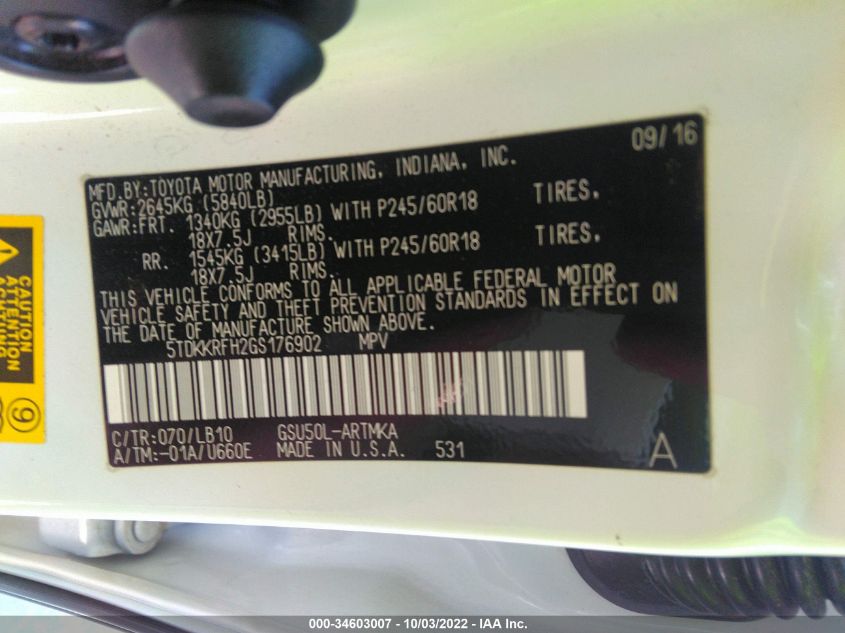 09/16
MFD.BY:TOYOTA MOTOR MANUFACTURING, INDIANA, INC.
GVWR:2645KG (5840LB)
GAWR:FRT. 1340KG (2955LB) WITH P245/60R18 TIRES,
18X7.5J RIMS.
RR. 1545KG (3415LB) WITH P245/60R18 TIRES,
18X7.5J RIMS.
THIS VEHICLE CONFORMS TO ALL APPLICABLE FEDERAL MOTOR
VEHICLE SAFETY AND THEFT PREVENTION STANDARDS IN EFFECT ON
THE DATE OF MANUFACTURE SHOWN ABOVE.
5TDKKRFH2GS176902 MPV
C/TR:070/LB10 GSU50L-ARTMKA
A/TM:-01A/U660E MADE IN U.S.A. 531 A
CAUTION
ATTENTION
9
000-34603007 - 10/03/2022 - IAA Inc.